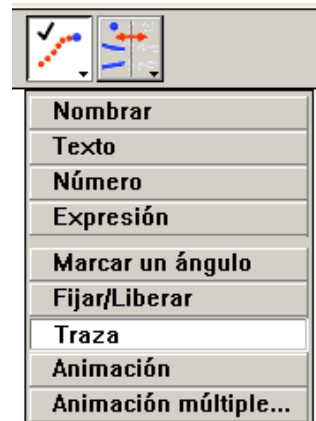 Nombrar
Texto
Número
Expresión
Marcar un ángulo
Fijar/Liberar
Traza
Animación
Animación múltiple...